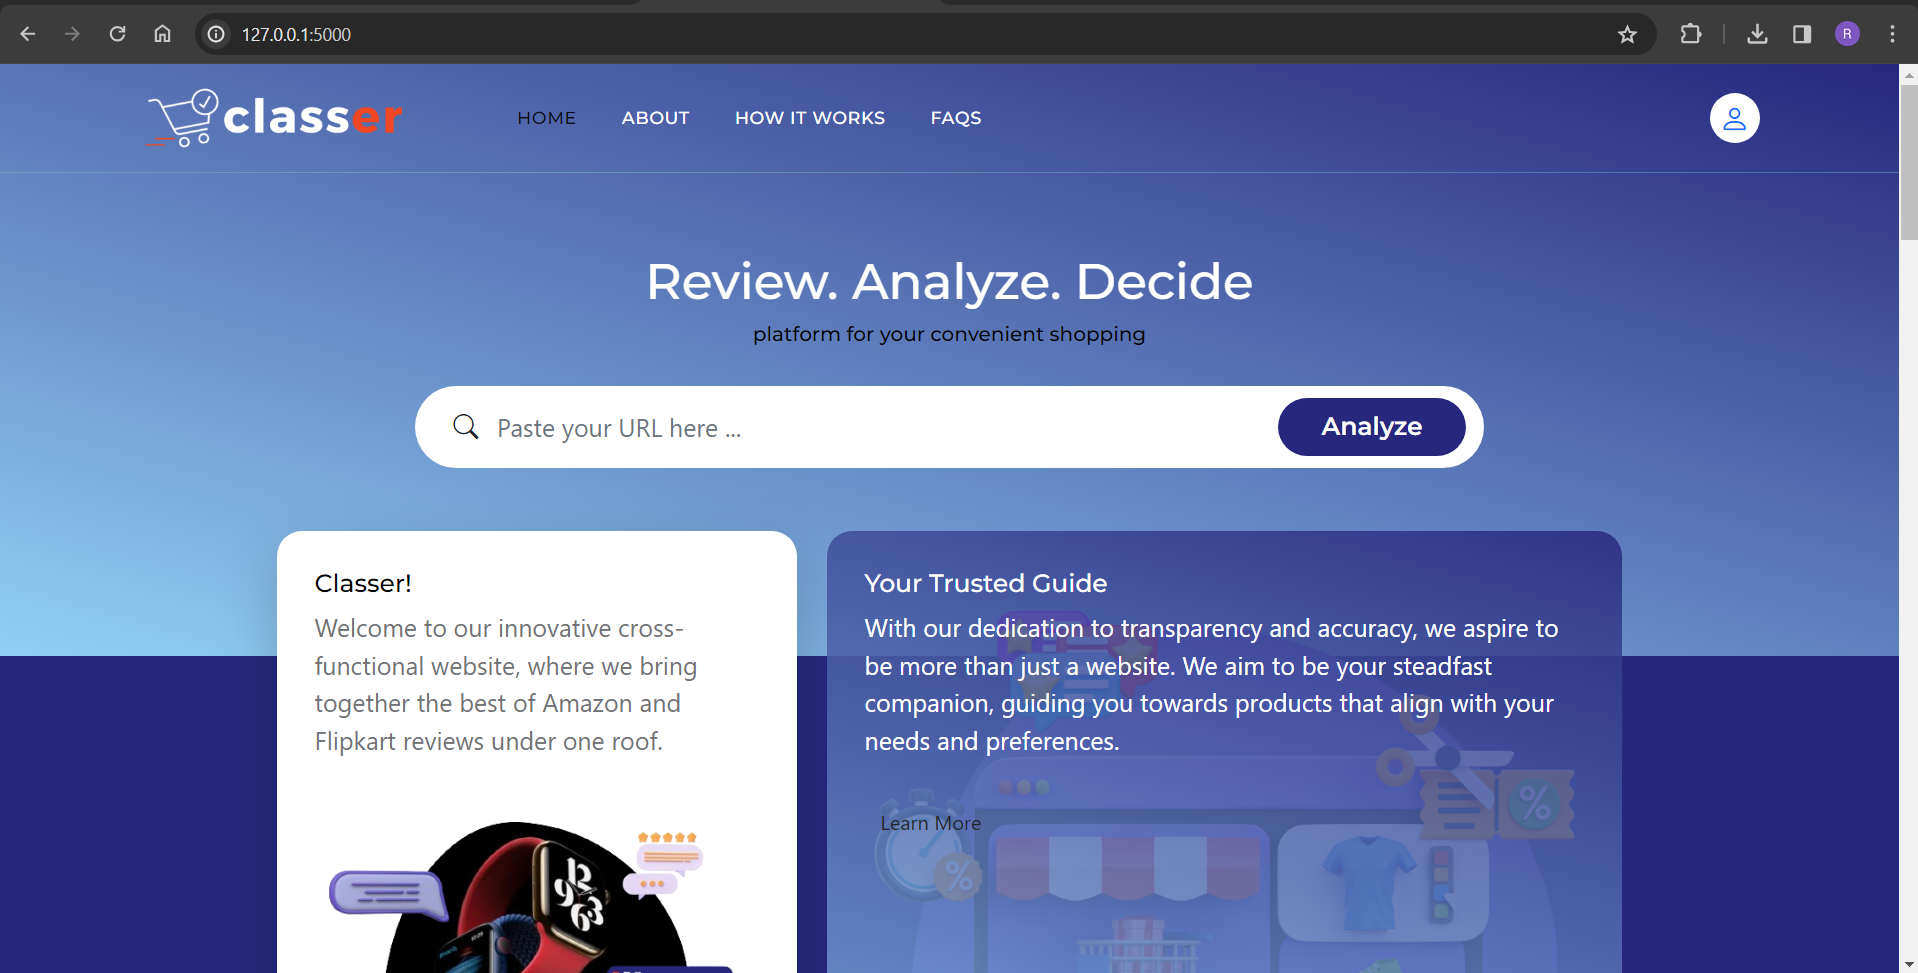 127.0.0.1:5000
R
classer
HOME
ABOUT
HOW IT WORKS
FAQS
Review. Analyze. Decide
platform for your convenient shopping
Paste your URL here ...
Analyze
Classer!
Welcome to our innovative cross-
functional website, where we bring
together the best of Amazon and
Flipkart reviews under one roof.
Your Trusted Guide
With our dedication to transparency and accuracy, we aspire to
be more than just a website. We aim to be your steadfast
companion, guiding you towards products that align with your
needs and preferences.
Learn More
%
%